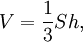 V = \frac{1}{3}Sh,